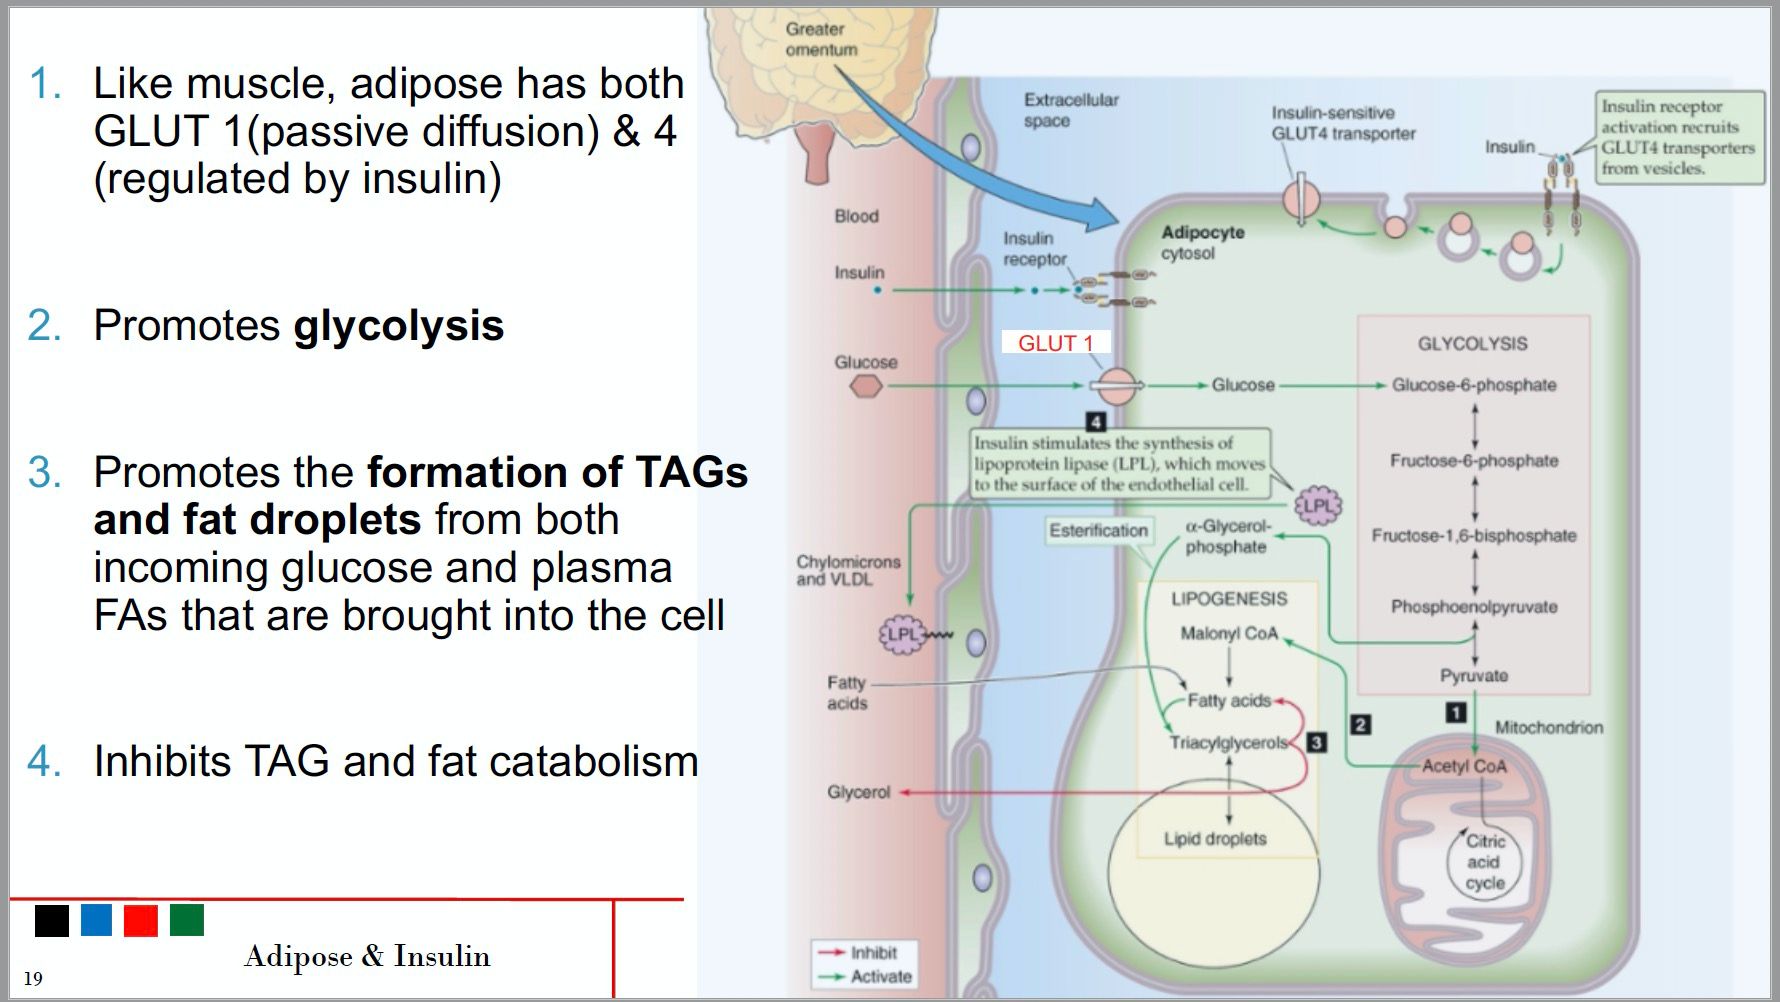 1. Like muscle, adipose has both
GLUT 1(passive diffusion) & 4
(regulated by insulin)
2. Promotes glycolysis
3. Promotes the formation of TAGs
and fat droplets from both
incoming glucose and plasma
FAs that are brought into the cell
4. Inhibits TAG and fat catabolism
Adipose & Insulin
19
Greater
omentum
Extracellular
space
Insulin-sensitive
GLUT4 transporter
Insulin
Insulin receptor
activation recruits
GLUT4 transporters
from vesicles.
Blood
Adipocyte
cytosol
Insulin
receptor
Insulin
GLUT 1
Glucose
Glucose
GLYCOLYSIS
Glucose-6-phosphate
Fructose-6-phosphate
Fructose-1,6-bisphosphate
Phosphoenolpyruvate
Pyruvate
4
Insulin stimulates the synthesis of
lipoprotein lipase (LPL), which moves
to the surface of the endothelial cell.
LPL
Esterification
α-Glycerol-
phosphate
Chylomicrons
and VLDL
LPL
LIPOGENESIS
Malonyl CoA
Fatty
acids
Fatty acids
Triacylglycerols
3
2
1
Mitochondrion
Acetyl CoA
Glycerol
Lipid droplets
Citric
acid
cycle
Inhibit
Activate